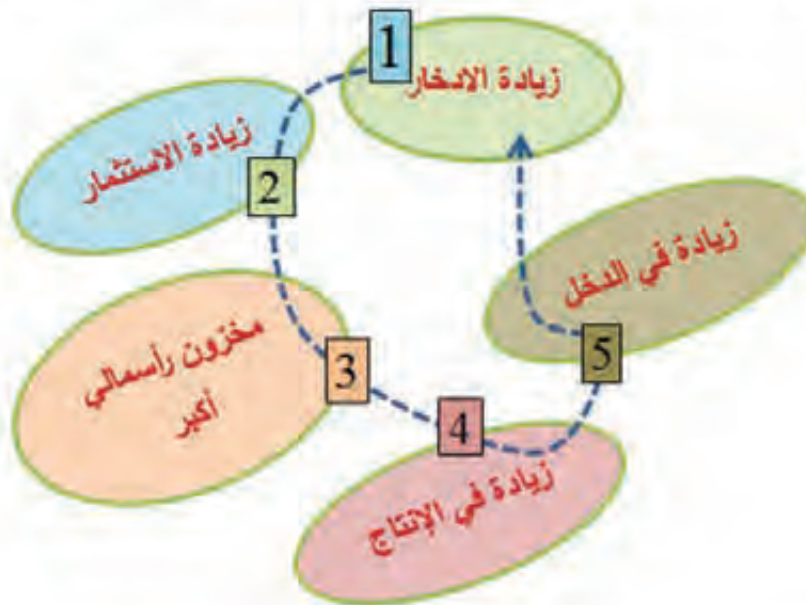 1
زيادة الادخار
2
زيادة الاستثمار
3
مخزون رأسمالي
أكبر
4
زيادة في الإنتاج
5
زيادة في الدخل